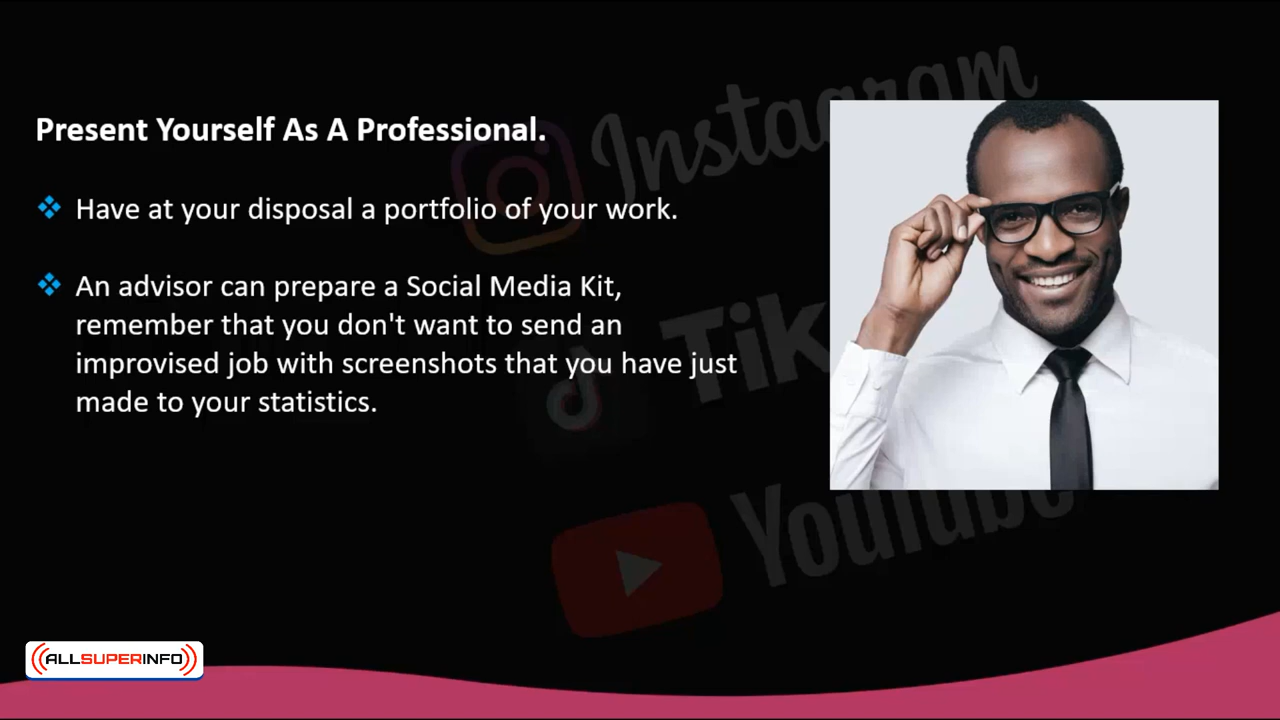 Instagram
Present Yourself As A Professional.
Have at your disposal a portfolio of your work.
An advisor can prepare a Social Media Kit,
remember that you don't want to send an
improvised job with screenshots that you have just
made to your statistics.
Tik
YouTube
ALLSUPERINFO